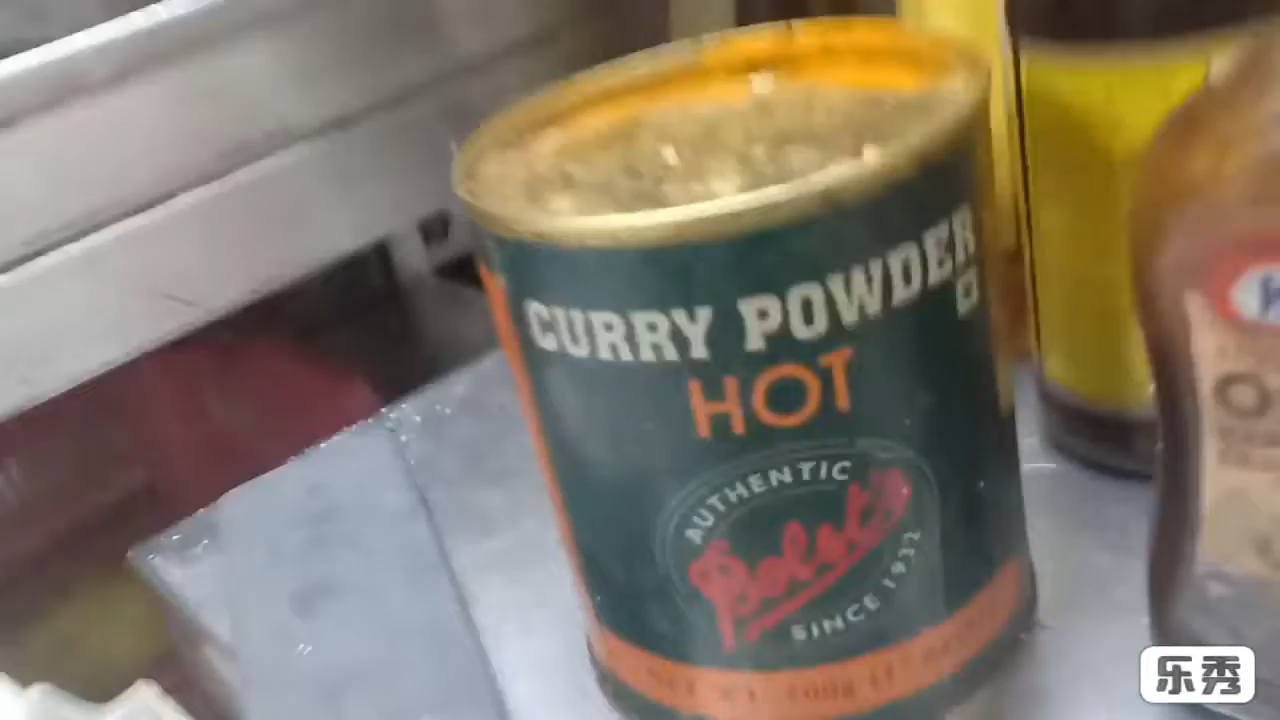 CURRY POWDER
HOT
AUTHENTIC
Bolst's
SINCE 1932
乐秀